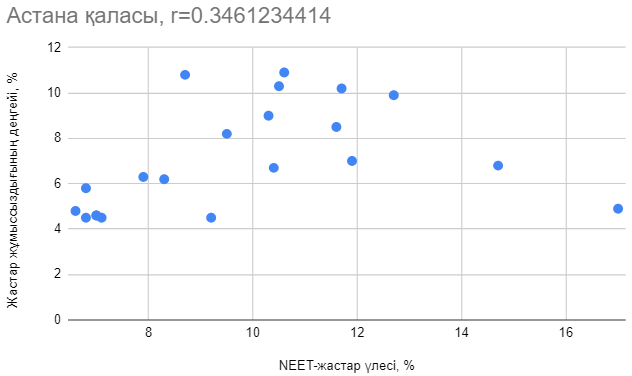 Астана қаласы, r=0.3461234414
Жастар жұмыссыздығының деңгейі, %
12
10
8
6
4
2
0
8 10 12 14 16
NEET-жастар үлесі, %